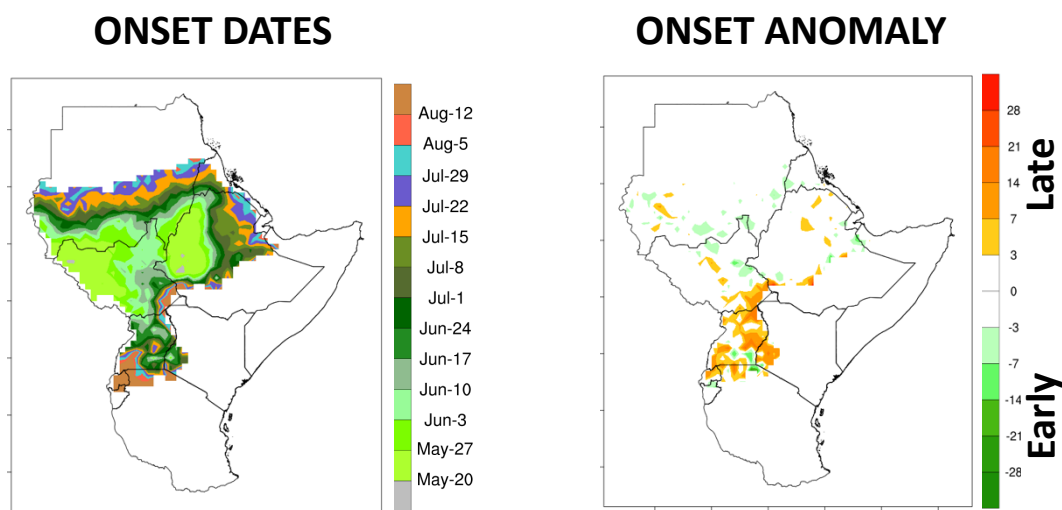 ONSET DATES
Aug-12
Aug-5
Jul-29
Jul-22
Jul-15
Jul-8
Jul-1
Jun-24
Jun-17
Jun-10
Jun-3
May-27
May-20
ONSET ANOMALY
28
21
14
7
3
0
-3
-7
-14
-21
-28
Late
Early